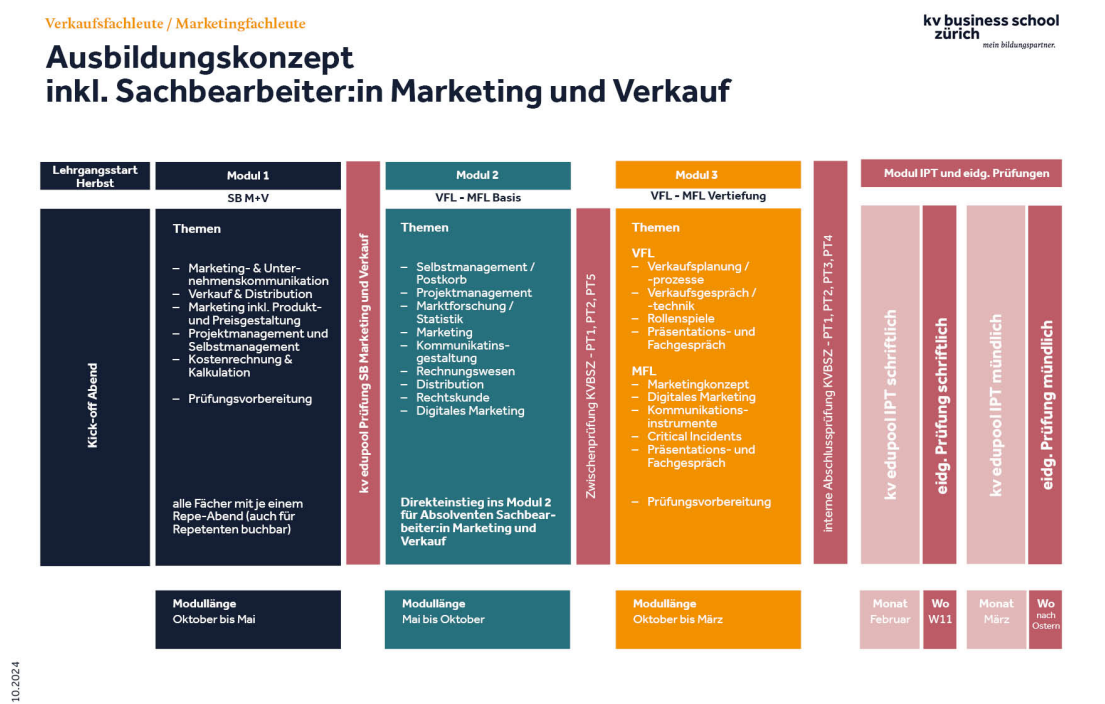 Verkaufsfachleute / Marketingfachleute
kv business school
zürich
mein bildungspartner.
Ausbildungskonzept
inkl. Sachbearbeiter:in Marketing und Verkauf
Lehrgangsstart
Herbst
Kick-off Abend
Modul 1
SB M+V
Themen
– Marketing- & Unter-
nehmenskommunikation
– Verkauf & Distribution
– Marketing inkl. Produkt-
und Preisgestaltung
– Projektmanagement und
Selbstmanagement
– Kostenrechnung &
Kalkulation
– Prüfungsvorbereitung
alle Fächer mit je einem
Repe-Abend (auch für
Repetenten buchbar)
Modullänge
Oktober bis Mai
kv edupool Prüfung SB Marketing und Verkauf
Modul 2
VFL - MFL Basis
Themen
– Selbstmanagement /
Postkorb
– Projektmanagement
– Marktforschung /
Statistik
– Marketing
– Kommunikatins-
gestaltung
– Rechnungswesen
– Distribution
– Rechtskunde
– Digitales Marketing
Direkteinstieg ins Modul 2
für Absolventen Sachbear-
beiter:in Marketing und
Verkauf
Modullänge
Mai bis Oktober
Zwischenprüfung KVBSZ - PT1, PT2, PT5
Modul 3
VFL - MFL Vertiefung
Themen
VFL
– Verkaufsplanung /
-prozesse
– Verkaufsgespräch /
-technik
– Rollenspiele
– Präsentations- und
Fachgespräch
MFL
– Marketingkonzept
– Digitales Marketing
– Kommunikations-
instrumente
– Critical Incidents
– Präsentations- und
Fachgespräch
– Prüfungsvorbereitung
Modullänge
Oktober bis März
interne Abschlussprüfung KVBSZ - PT1, PT2, PT3, PT4
Modul IPT und eidg. Prüfungen
kv edupool IPT schriftlich
eidg. Prüfung schriftlich
kv edupool IPT mündlich
eidg. Prüfung mündlich
Monat
Februar
Wo
W11
Monat
März
Wo
nach
Ostern
10.2024